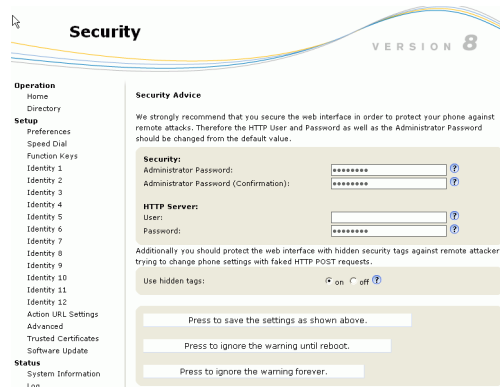 Security
VERSION 8
Operation
Home
Directory
Setup
Preferences
Speed Dial
Function Keys
Identity 1
Identity 2
Identity 3
Identity 4
Identity 5
Identity 6
Identity 7
Identity 8
Identity 9
Identity 10
Identity 11
Identity 12
Action URL Settings
Advanced
Trusted Certificates
Software Update
Status
System Information
Log
Security Advice
We strongly recommend that you secure the web interface in order to protect your phone against
remote attacks. Therefore the HTTP User and Password as well as the Administrator Password
should be changed from the default value.
Security:
Administrator Password: ●●●●●●●● ?
Administrator Password (Confirmation): ●●●●●●●● ?
HTTP Server:
User: ?
Password: ●●●●●●●● ?
Additionally you should protect the web interface with hidden security tags against remote attacker
trying to change phone settings with faked HTTP POST requests.
Use hidden tags: on off ?
Press to save the settings as shown above.
Press to ignore the warning until reboot.
Press to ignore the warning forever.